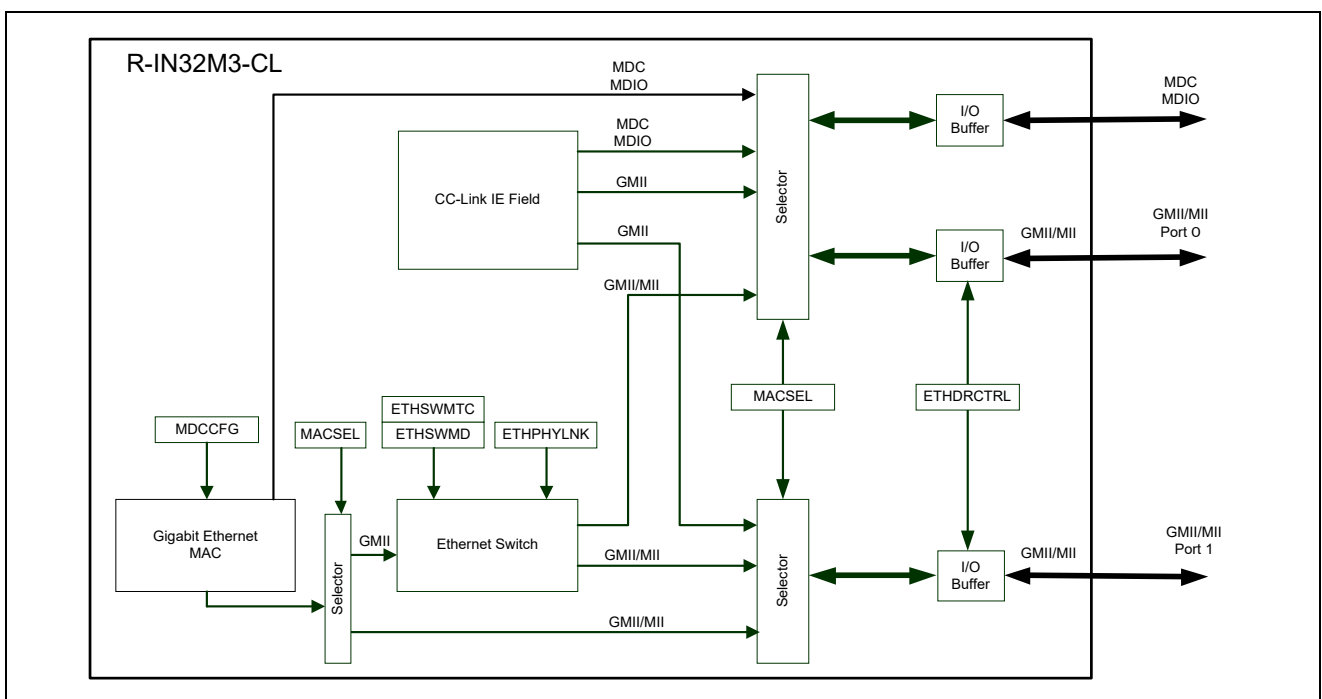 R-IN32M3-CL
MDC
MDIO
MDC
MDIO
I/O
Buffer
MDC
MDIO
CC-Link IE Field
GMII
Selector
GMII
GMII/MII
I/O
Buffer
GMII/MII
GMII/MII
Port 0
MACSEL
ETHDRCTRL
MDCCFG
MACSEL
ETHSWMTC
ETHSWMD
ETHPHYLNK
Gigabit Ethernet
MAC
Selector
GMII
Ethernet Switch
GMII/MII
GMII/MII
Selector
I/O
Buffer
GMII/MII
GMII/MII
Port 1